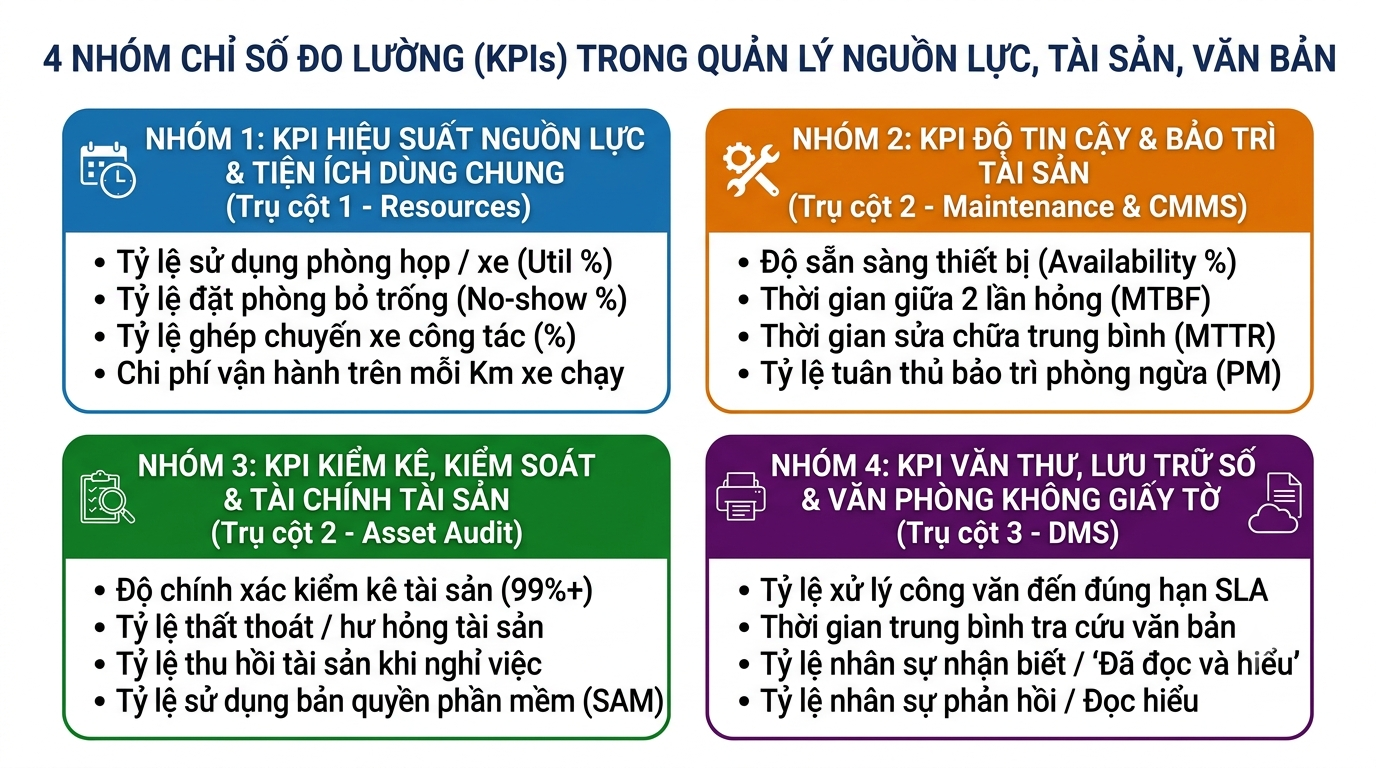 4 NHÓM CHỈ SỐ ĐO LƯỜNG (KPIs) TRONG QUẢN LÝ NGUỒN LỰC, TÀI SẢN, VĂN BẢN
NHÓM 1: KPI HIỆU SUẤT NGUỒN LỰC
& TIỆN ÍCH DÙNG CHUNG
(Trụ cột 1 - Resources)
• Tỷ lệ sử dụng phòng họp / xe (Util %)
• Tỷ lệ đặt phòng bỏ trống (No-show %)
• Tỷ lệ ghép chuyến xe công tác (%)
• Chi phí vận hành trên mỗi Km xe chạy
NHÓM 2: KPI ĐỘ TIN CẬY & BẢO TRÌ
TÀI SẢN
(Trụ cột 2 - Maintenance & CMMS)
• Độ sẵn sàng thiết bị (Availability %)
• Thời gian giữa 2 lần hỏng (MTBF)
• Thời gian sửa chữa trung bình (MTTR)
• Tỷ lệ tuân thủ bảo trì phòng ngừa (PM)
NHÓM 3: KPI KIỂM KÊ, KIỂM SOÁT
& TÀI CHÍNH TÀI SẢN
(Trụ cột 2 - Asset Audit)
• Độ chính xác kiểm kê tài sản (99%+)
• Tỷ lệ thất thoát / hư hỏng tài sản
• Tỷ lệ thu hồi tài sản khi nghỉ việc
• Tỷ lệ sử dụng bản quyền phần mềm (SAM)
NHÓM 4: KPI VĂN THƯ, LƯU TRỮ SỐ
& VĂN PHÒNG KHÔNG GIẤY TỜ
(Trụ cột 3 - DMS)
• Tỷ lệ xử lý công văn đến đúng hạn SLA
• Thời gian trung bình tra cứu văn bản
• Tỷ lệ nhân sự nhận biết / ‘Đã đọc và hiểu’
• Tỷ lệ nhân sự phản hồi / Đọc hiểu